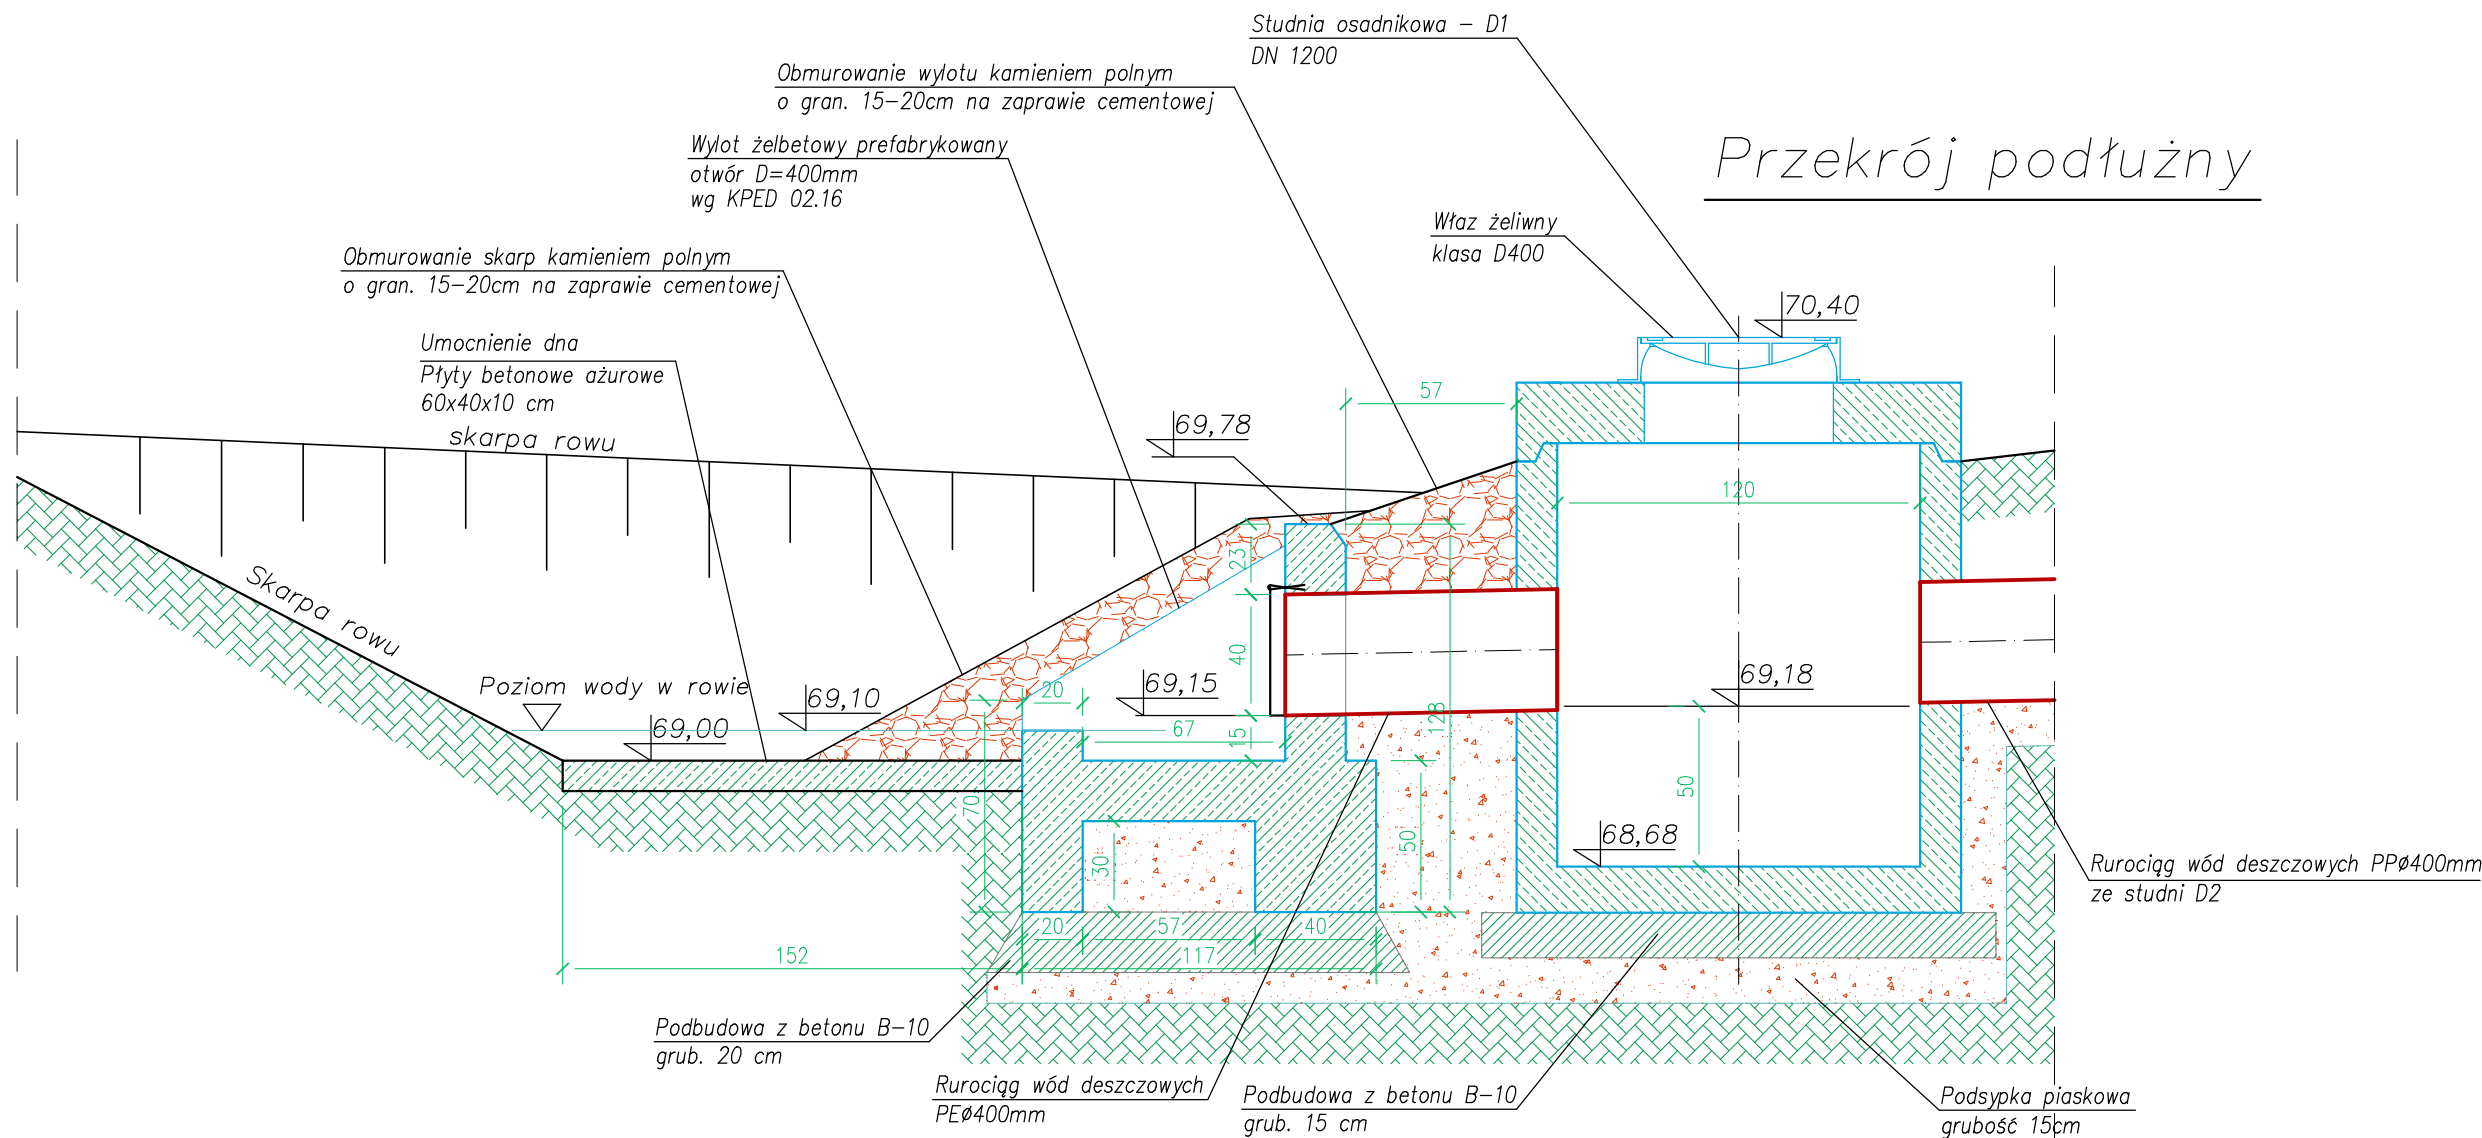 Studnia osadnikowa – D1
DN 1200
Obmurowanie wylotu kamieniem polnym
o gran. 15–20cm na zaprawie cementowej
Wylot żelbetowy prefabrykowany
otwór D=400mm
wg KPED 02.16
Przekrój podłużny
Właz żeliwny
klasa D400
Obmurowanie skarp kamieniem polnym
o gran. 15–20cm na zaprawie cementowej
70,40
Umocnienie dna
Płyty betonowe ażurowe
60x40x10 cm
57
69,78
skarpa rowu
120
23
Skarpa rowu
40
Poziom wody w rowie
69,10
20
69,15
69,18
69,00
67
15
128
50
70
68,68
30
50
Rurociąg wód deszczowych PPø400mm
ze studni D2
20
57
40
152
117
Podbudowa z betonu B–10
grub. 20 cm
Rurociąg wód deszczowych
PEø400mm
Podbudowa z betonu B–10
grub. 15 cm
Podsypka piaskowa
grubość 15cm